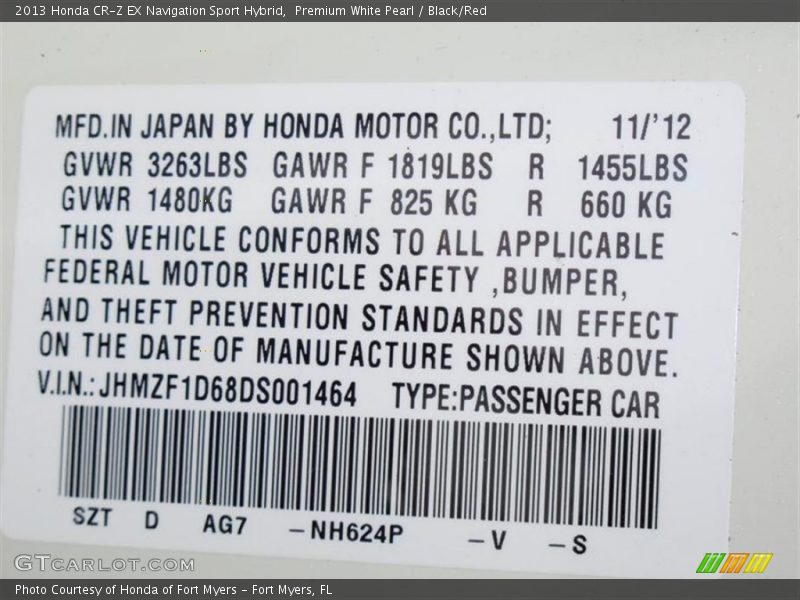 2013 Honda CR-Z EX Navigation Sport Hybrid,  Premium White Pearl / Black/Red
MFD.IN JAPAN BY HONDA MOTOR CO.,LTD; 11/'12
GVWR 3263LBS GAWR F 1819LBS R 1455LBS
GVWR 1480KG GAWR F 825 KG R 660 KG
THIS VEHICLE CONFORMS TO ALL APPLICABLE
FEDERAL MOTOR VEHICLE SAFETY ,BUMPER,
AND THEFT PREVENTION STANDARDS IN EFFECT
ON THE DATE OF MANUFACTURE SHOWN ABOVE.
V.I.N.: JHMZF1D68DS001464 TYPE:PASSENGER CAR
SZT D AG7 -NH624P -V -S
GTCARLOT.COM
Photo Courtesy of Honda of Fort Myers - Fort Myers, FL